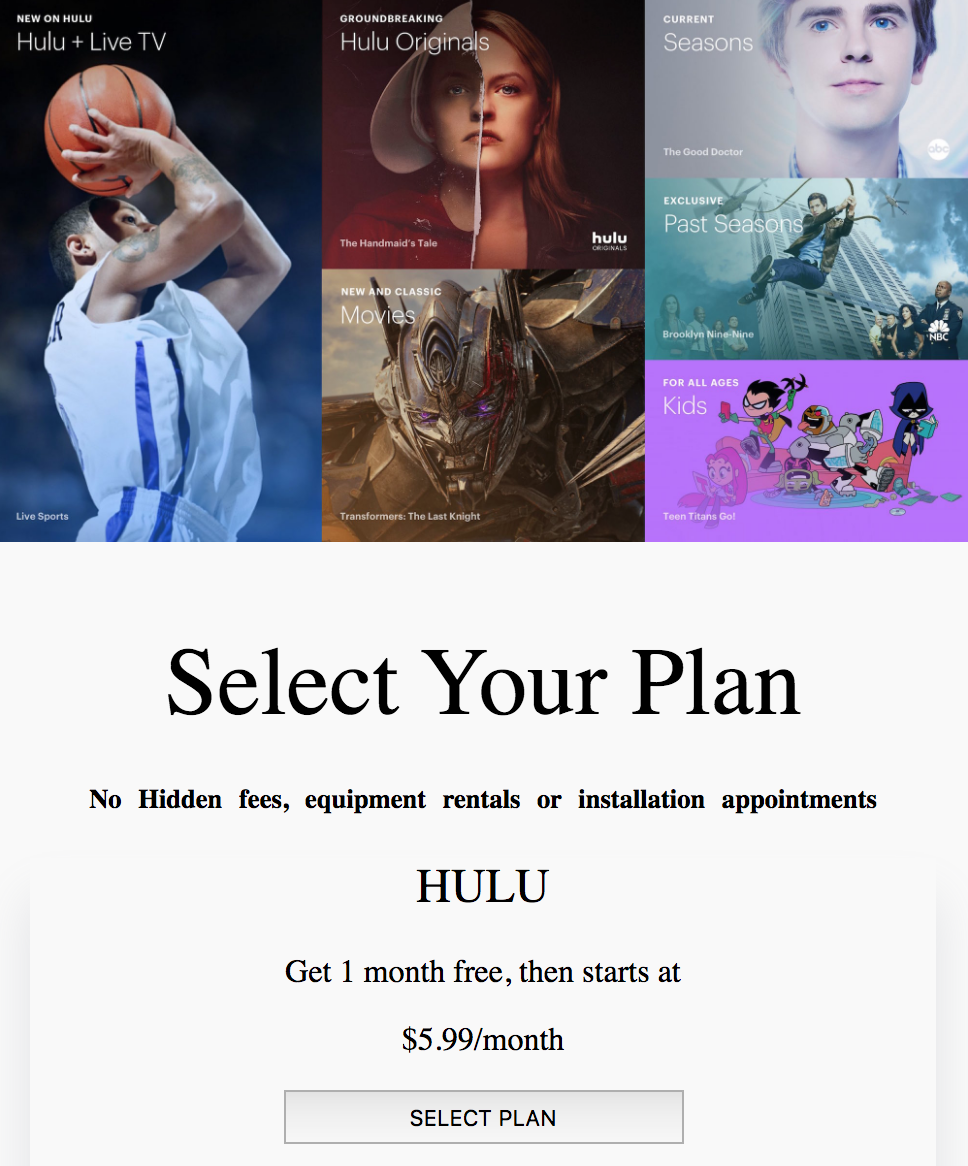 NEW ON HULU
Hulu + Live TV
Live Sports
GROUNDBREAKING
Hulu Originals
The Handmaid's Tale
hulu
ORIGINALS
NEW AND CLASSIC
Movies
Transformers: The Last Knight
CURRENT
Seasons
The Good Doctor
abc
EXCLUSIVE
Past Seasons
Brooklyn Nine-Nine
NBC
FOR ALL AGES
Kids
Teen Titans Go!
Select Your Plan
No Hidden fees, equipment rentals or installation appointments
HULU
Get 1 month free, then starts at
$5.99/month
SELECT PLAN